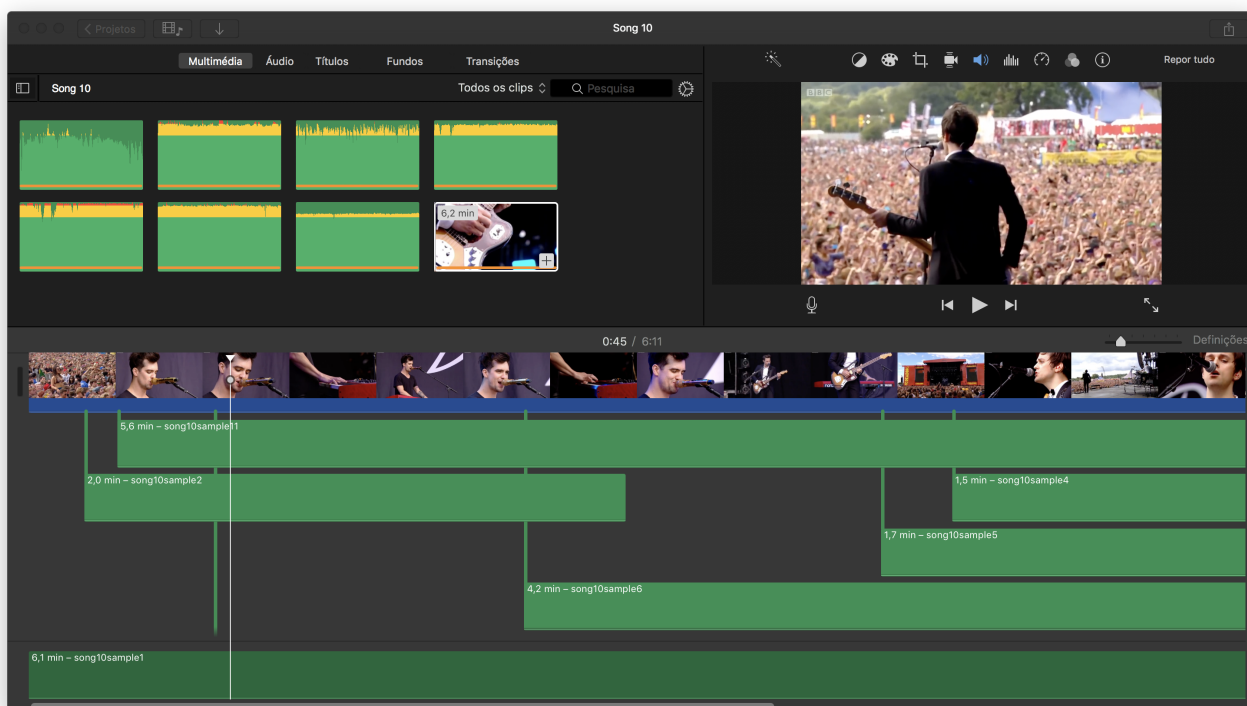 Projetos
Song 10
Multimédia Áudio Títulos Fundos Transições
Repor tudo
Song 10
Todos os clips
Pesquisa
BBC
6,2 min
0:45 / 6:11
Definições
5,6 min – song10sample11
2,0 min – song10sample2
1,5 min – song10sample4
1,7 min – song10sample5
4,2 min – song10sample6
6,1 min – song10sample1